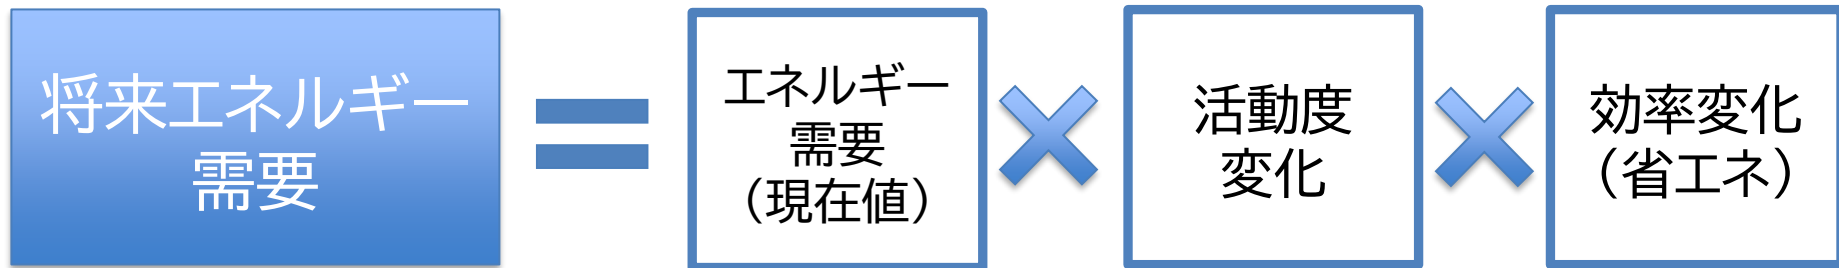 将来エネルギー
需要
＝
エネルギー
需要
（現在値）
×
活動度
変化
×
効率変化
（省エネ）